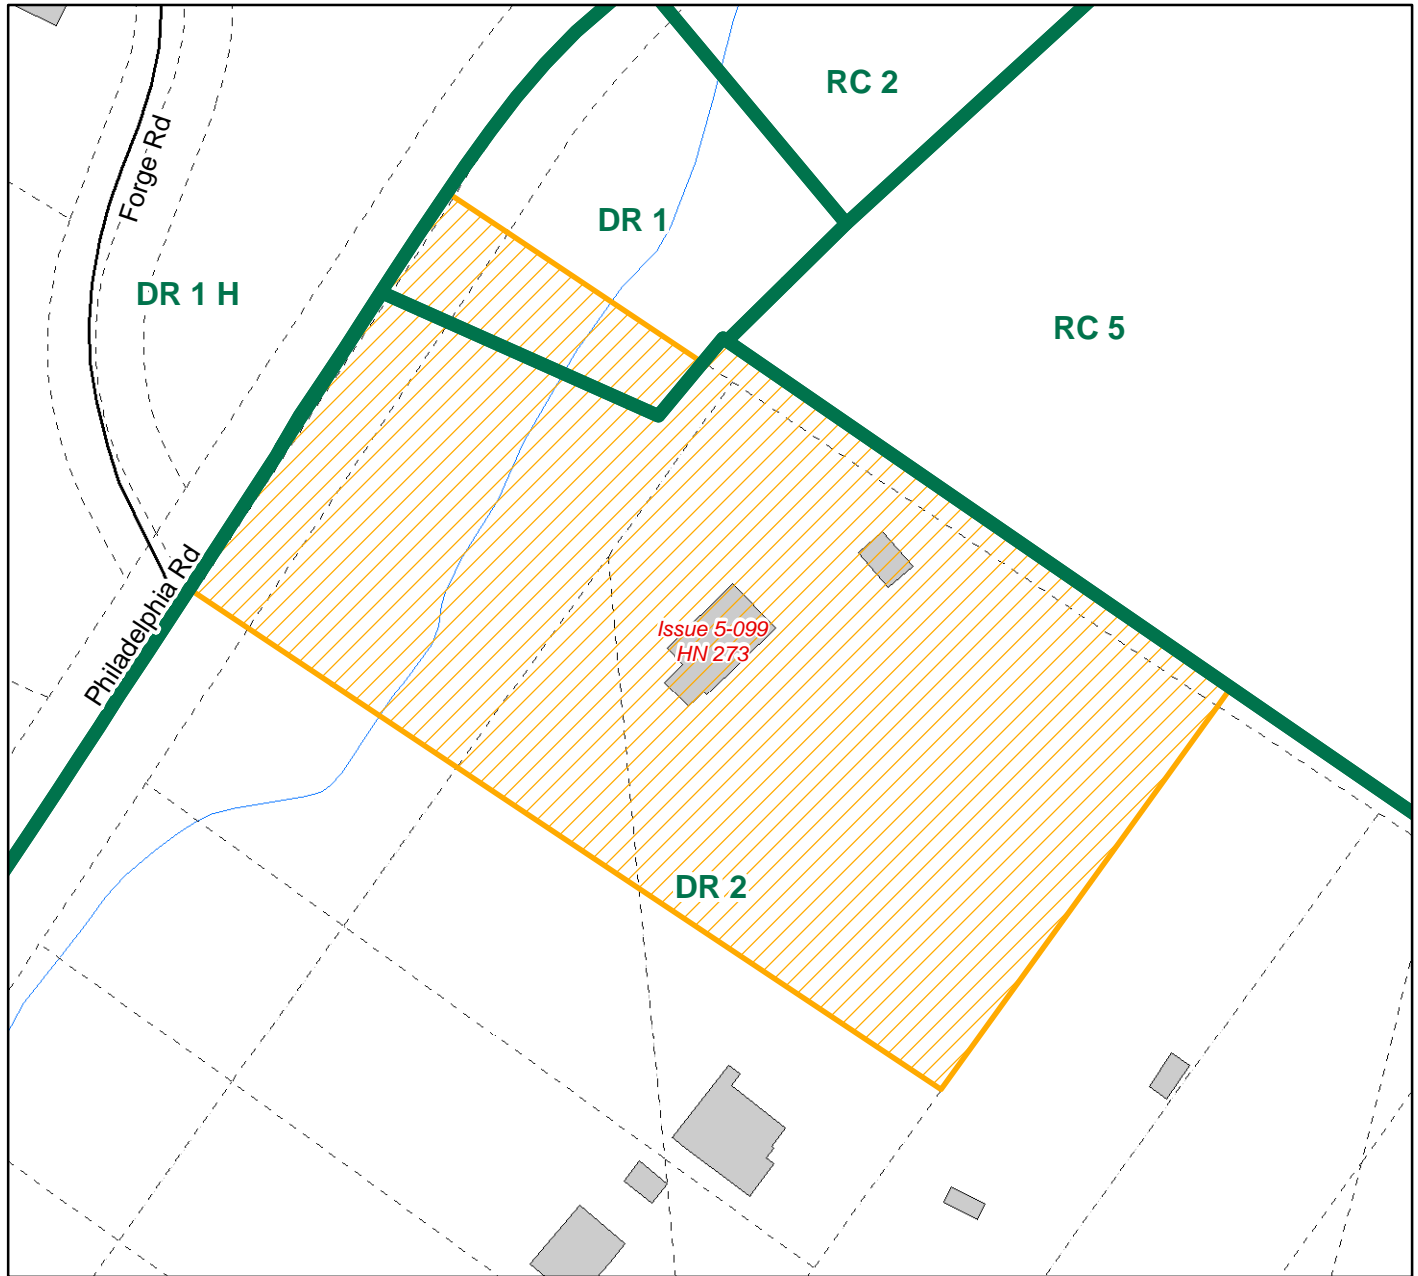 RC 2
Forge Rd
DR 1
DR 1 H
RC 5
Philadelphia Rd
Issue 5-099
HN 273
DR 2